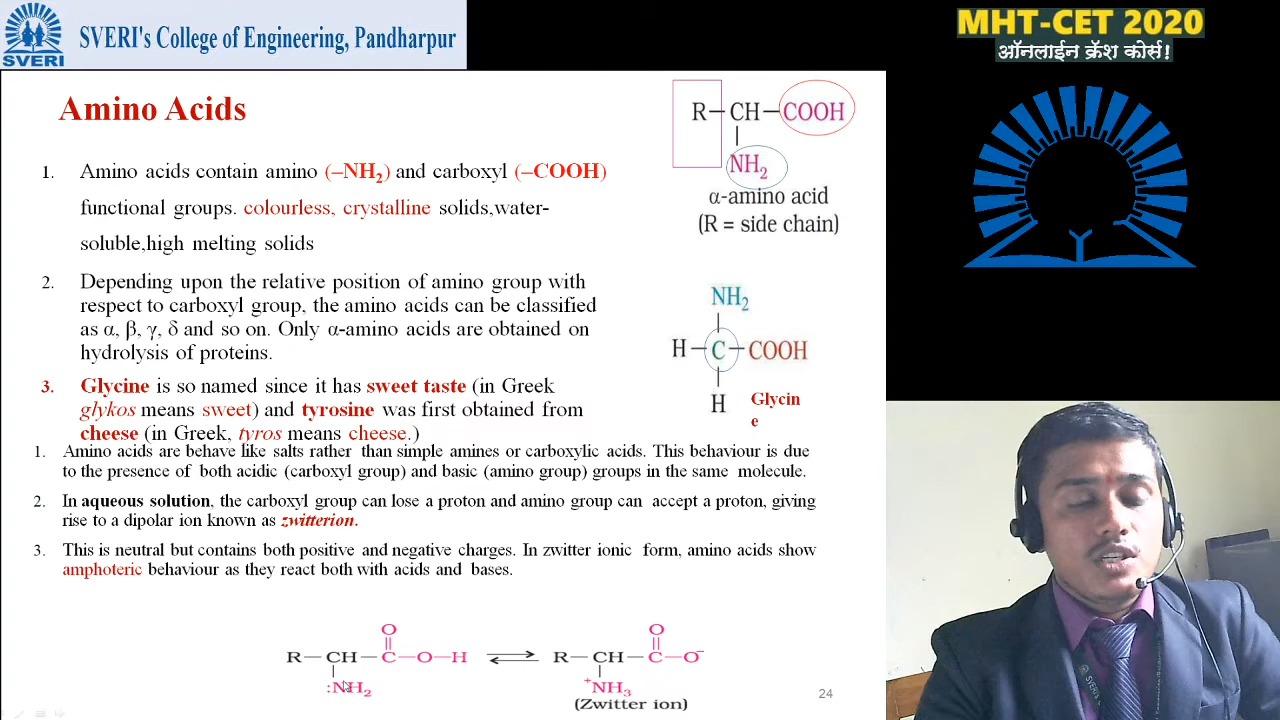 SVERI's College of Engineering, Pandharpur
SVERI
MHT-CET 2020
ऑनलाईन क्रॅश कोर्स!
Amino Acids
1. Amino acids contain amino (–NH2) and carboxyl (–COOH)
functional groups. colourless, crystalline solids,water-
soluble,high melting solids
2. Depending upon the relative position of amino group with
respect to carboxyl group, the amino acids can be classified
as α, β, γ, δ and so on. Only α-amino acids are obtained on
hydrolysis of proteins.
3. Glycine is so named since it has sweet taste (in Greek
glykos means sweet) and tyrosine was first obtained from
cheese (in Greek, tyros means cheese.)
R–CH–COOH
NH2
α-amino acid
(R = side chain)
NH2
H–C–COOH
H
Glycin
e
1. Amino acids are behave like salts rather than simple amines or carboxylic acids. This behaviour is due
to the presence of both acidic (carboxyl group) and basic (amino group) groups in the same molecule.
2. In aqueous solution, the carboxyl group can lose a proton and amino group can accept a proton, giving
rise to a dipolar ion known as zwitterion.
3. This is neutral but contains both positive and negative charges. In zwitter ionic form, amino acids show
amphoteric behaviour as they react both with acids and bases.
O O
R–CH–C–O–H ⇌ R–CH–C–O⁻
:NH2 +NH3
(Zwitter ion)
24